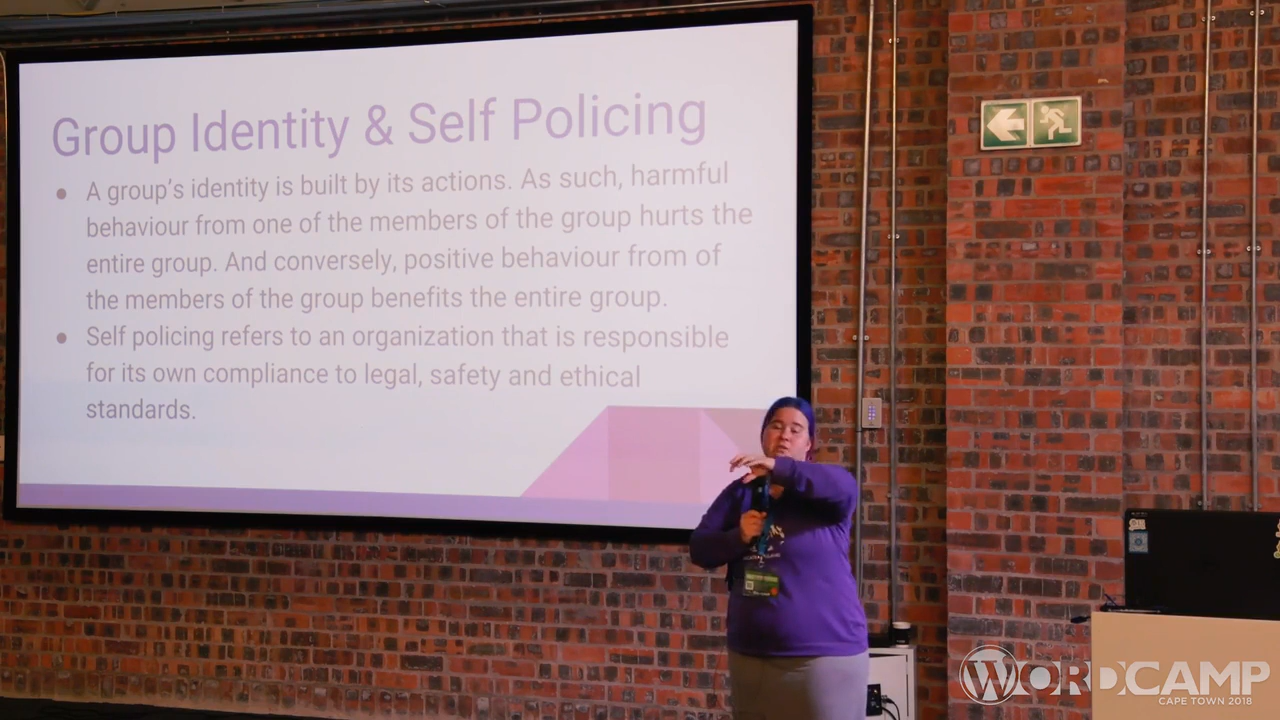 Group Identity & Self Policing
● A group's identity is built by its actions. As such, harmful
behaviour from one of the members of the group hurts the
entire group. And conversely, positive behaviour from of
the members of the group benefits the entire group.
● Self policing refers to an organization that is responsible
for its own compliance to legal, safety and ethical
standards.
WORDCAMP
CAPE TOWN 2018